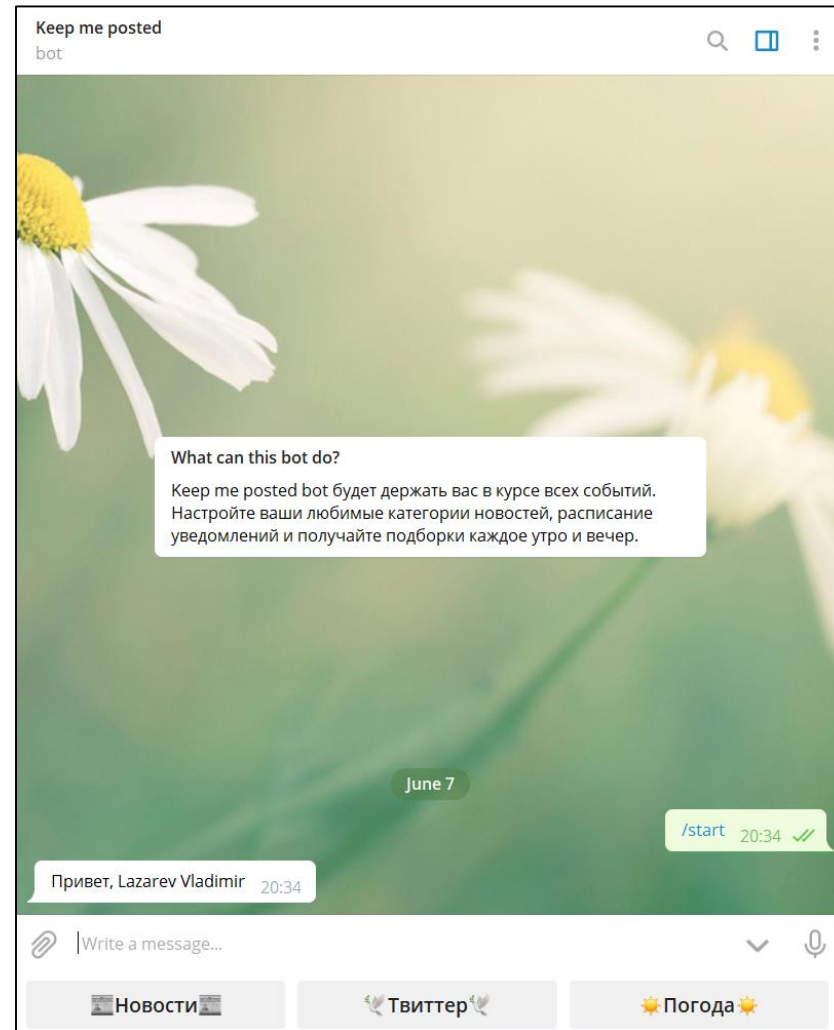 Keep me posted
bot
What can this bot do?
Keep me posted bot будет держать вас в курсе всех событий.
Настройте ваши любимые категории новостей, расписание
уведомлений и получайте подборки каждое утро и вечер.
June 7
/start 20:34
Привет, Lazarev Vladimir 20:34
Write a message...
📰Новости📰 🕊Твиттер🕊 ☀️Погода☀️